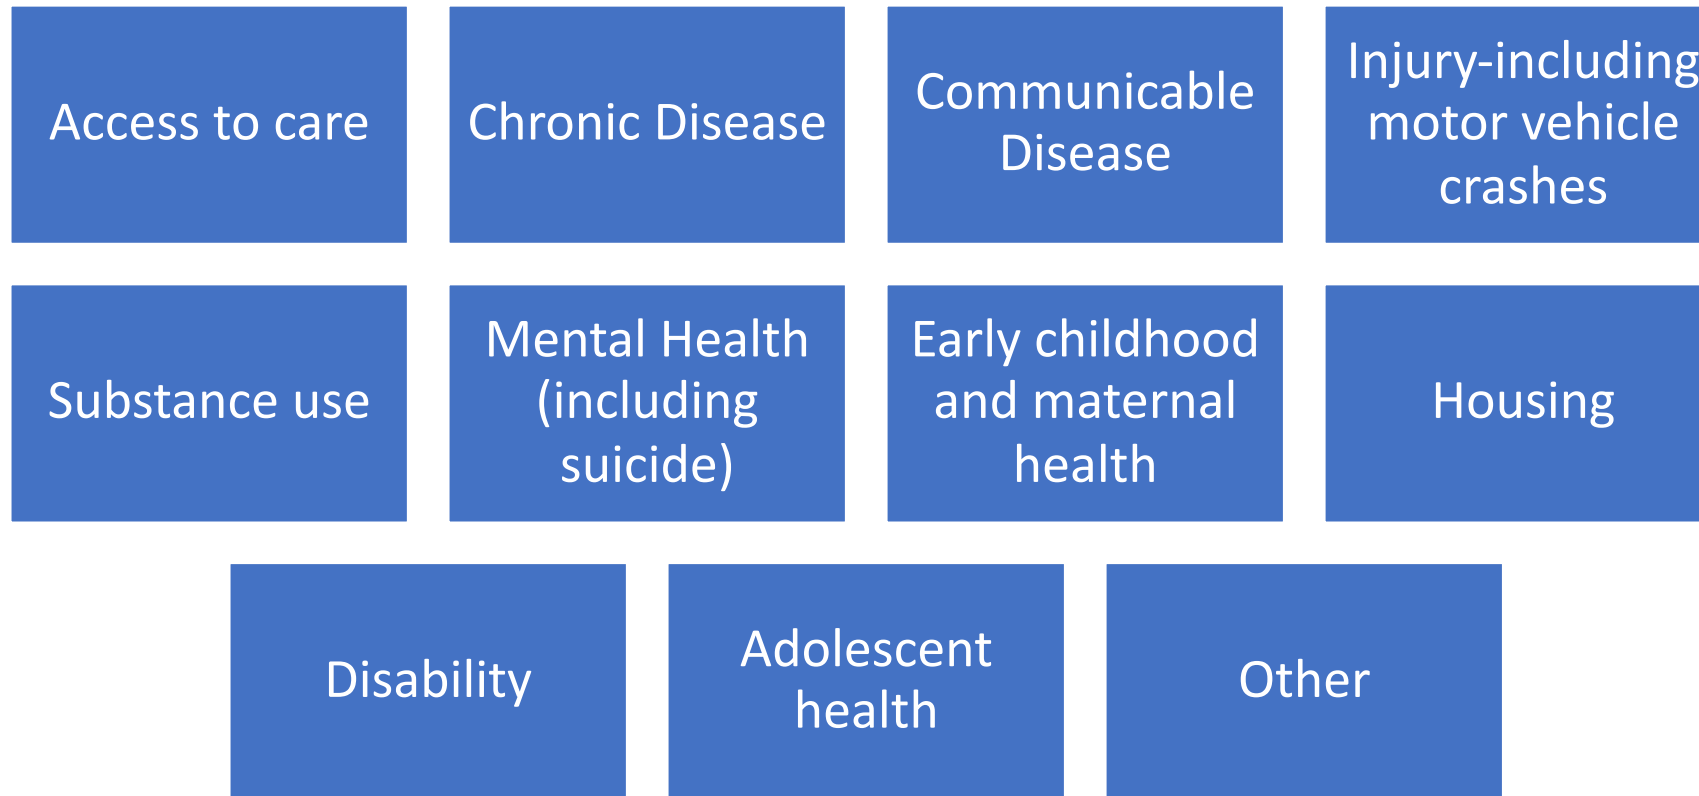 Access to care
Chronic Disease
Communicable
Disease
Injury-including
motor vehicle
crashes
Substance use
Mental Health
(including
suicide)
Early childhood
and maternal
health
Housing
Disability
Adolescent
health
Other